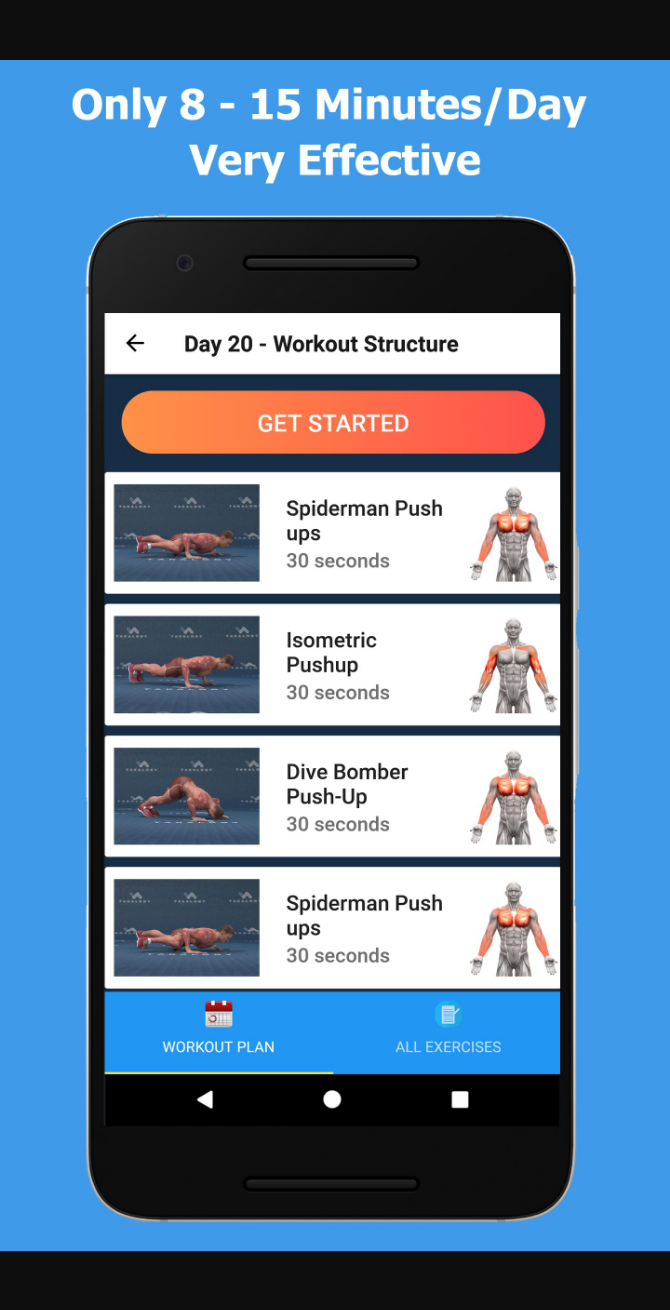 Only 8 - 15 Minutes/Day
Very Effective
Day 20 - Workout Structure
GET STARTED
Spiderman Push
ups
30 seconds
Isometric
Pushup
30 seconds
Dive Bomber
Push-Up
30 seconds
Spiderman Push
ups
30 seconds
WORKOUT PLAN
ALL EXERCISES